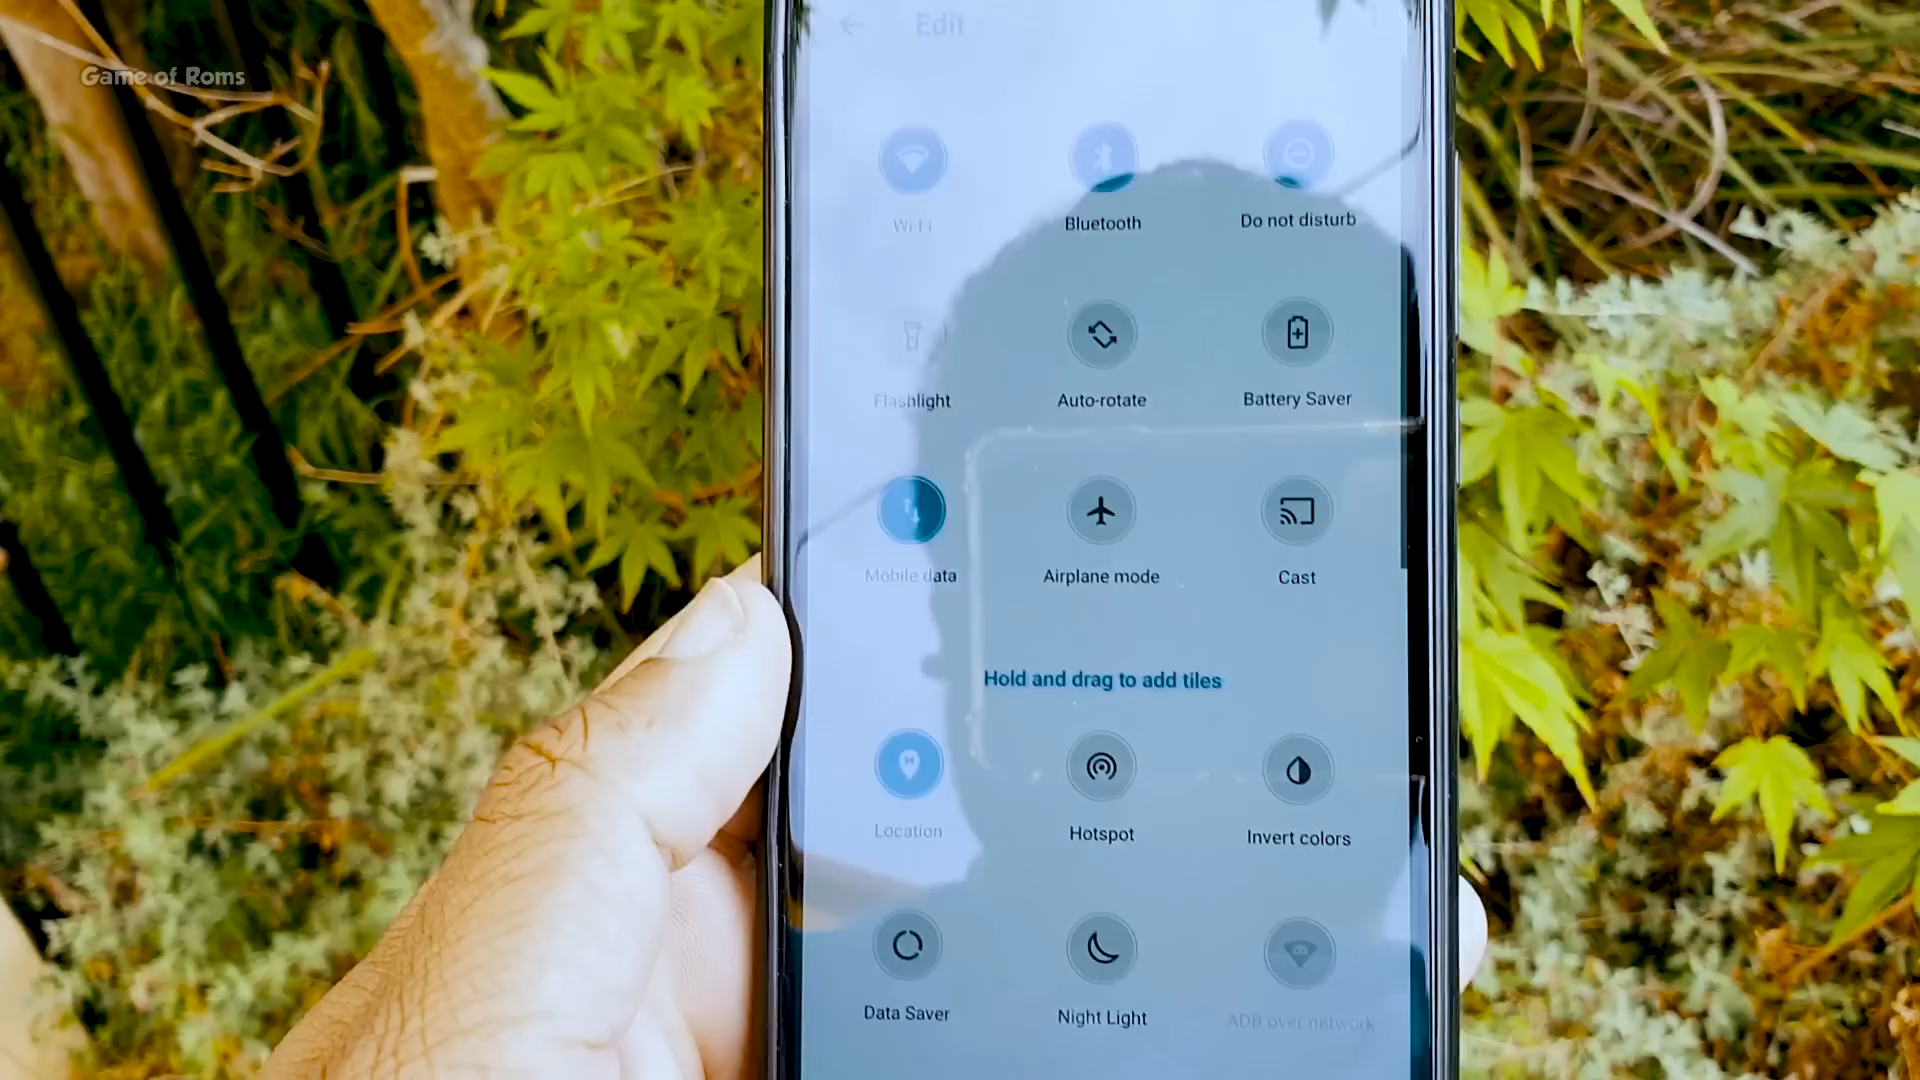 Edit
Game of Roms
Wi Fi
Bluetooth
Do not disturb
Flashlight
Auto-rotate
Battery Saver
Mobile data
Airplane mode
Cast
Hold and drag to add tiles
Location
Hotspot
Invert colors
Data Saver
Night Light
ADB over network